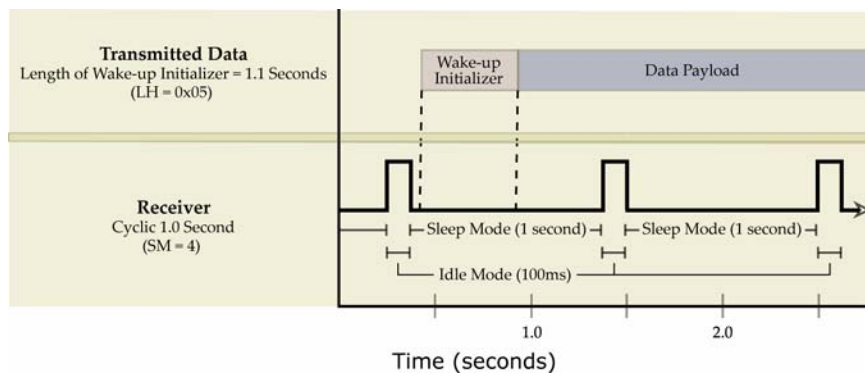 Transmitted Data
Length of Wake-up Initializer = 1.1 Seconds
(LH = 0x05)
Wake-up
Initializer
Data Payload
Receiver
Cyclic 1.0 Second
(SM = 4)
Sleep Mode (1 second)
Sleep Mode (1 second)
Idle Mode (100ms)
1.0
2.0
Time (seconds)